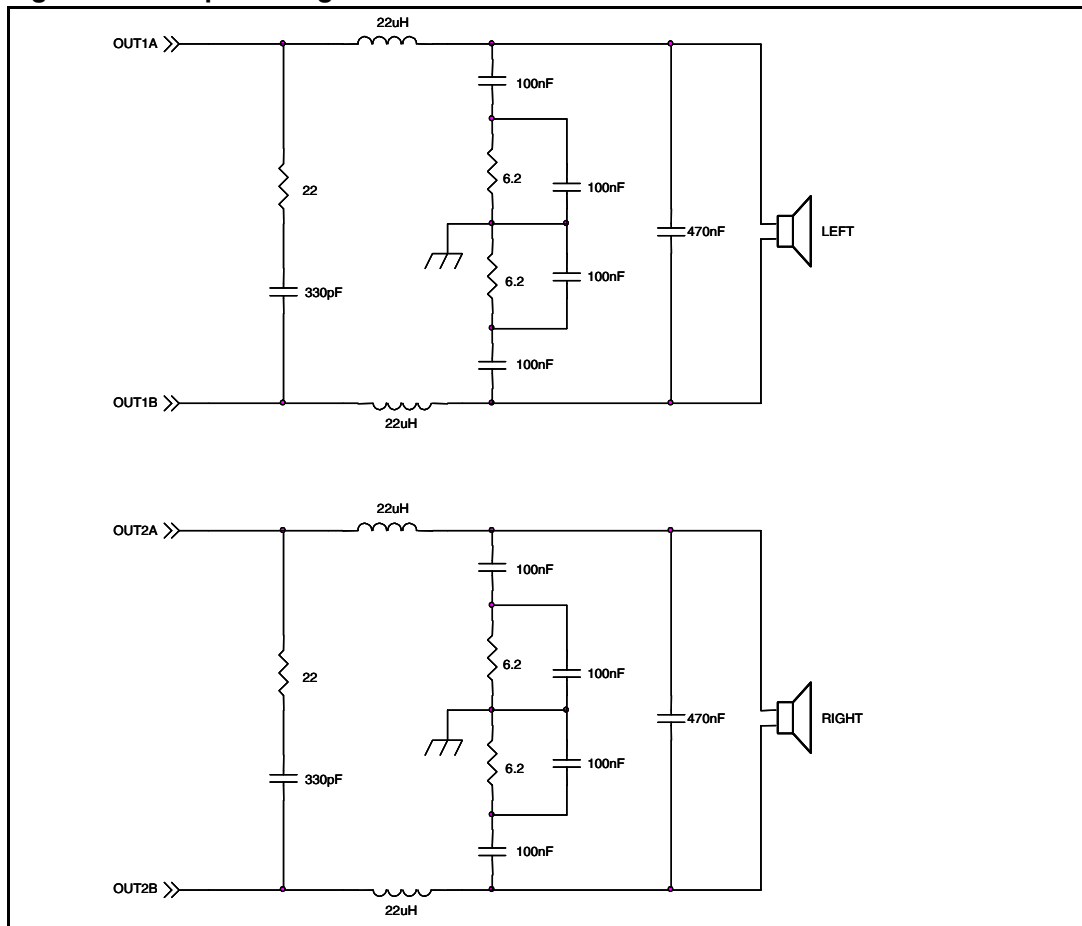 22uH
OUT1A
100nF
6.2
100nF
22
470nF
LEFT
6.2
100nF
330pF
100nF
OUT1B
22uH
22uH
OUT2A
100nF
6.2
100nF
22
470nF
RIGHT
6.2
100nF
330pF
100nF
OUT2B
22uH